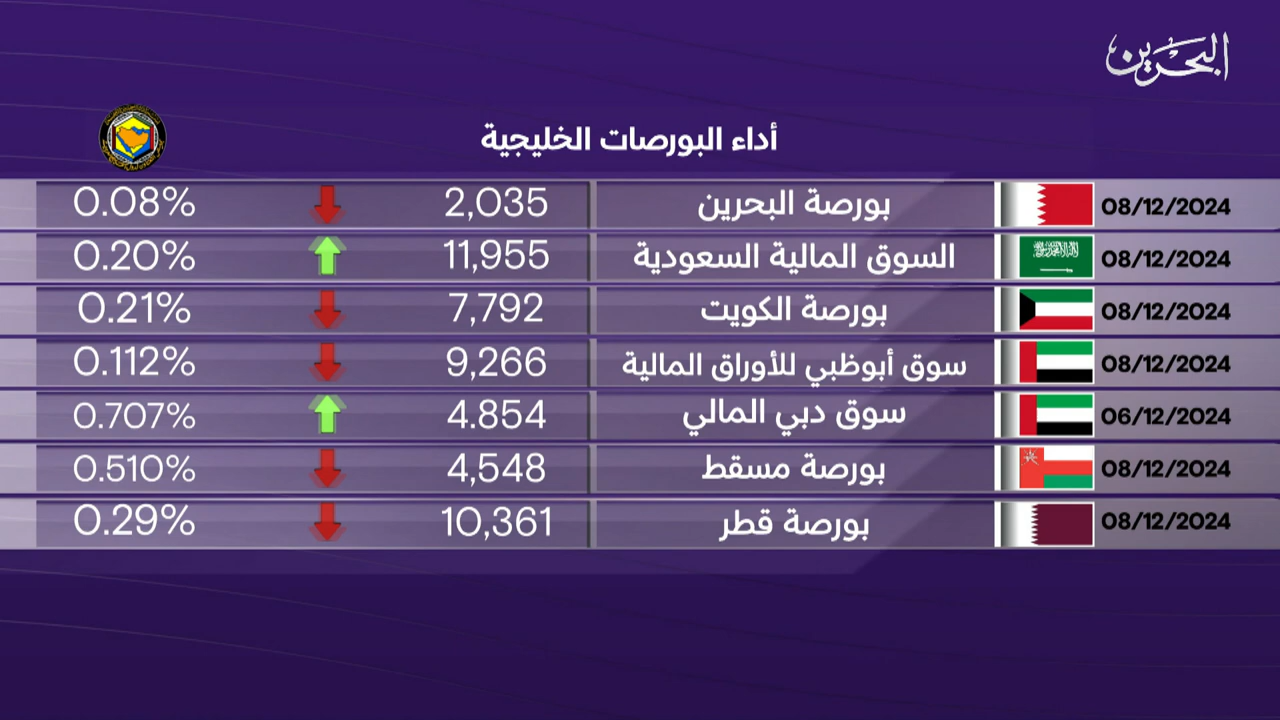 البحرين
أداء البورصات الخليجية
08/12/2024 بورصة البحرين 2,035 0.08%
08/12/2024 السوق المالية السعودية 11,955 0.20%
08/12/2024 بورصة الكويت 7,792 0.21%
08/12/2024 سوق أبوظبي للأوراق المالية 9,266 0.112%
06/12/2024 سوق دبي المالي 4.854 0.707%
08/12/2024 بورصة مسقط 4,548 0.510%
08/12/2024 بورصة قطر 10,361 0.29%